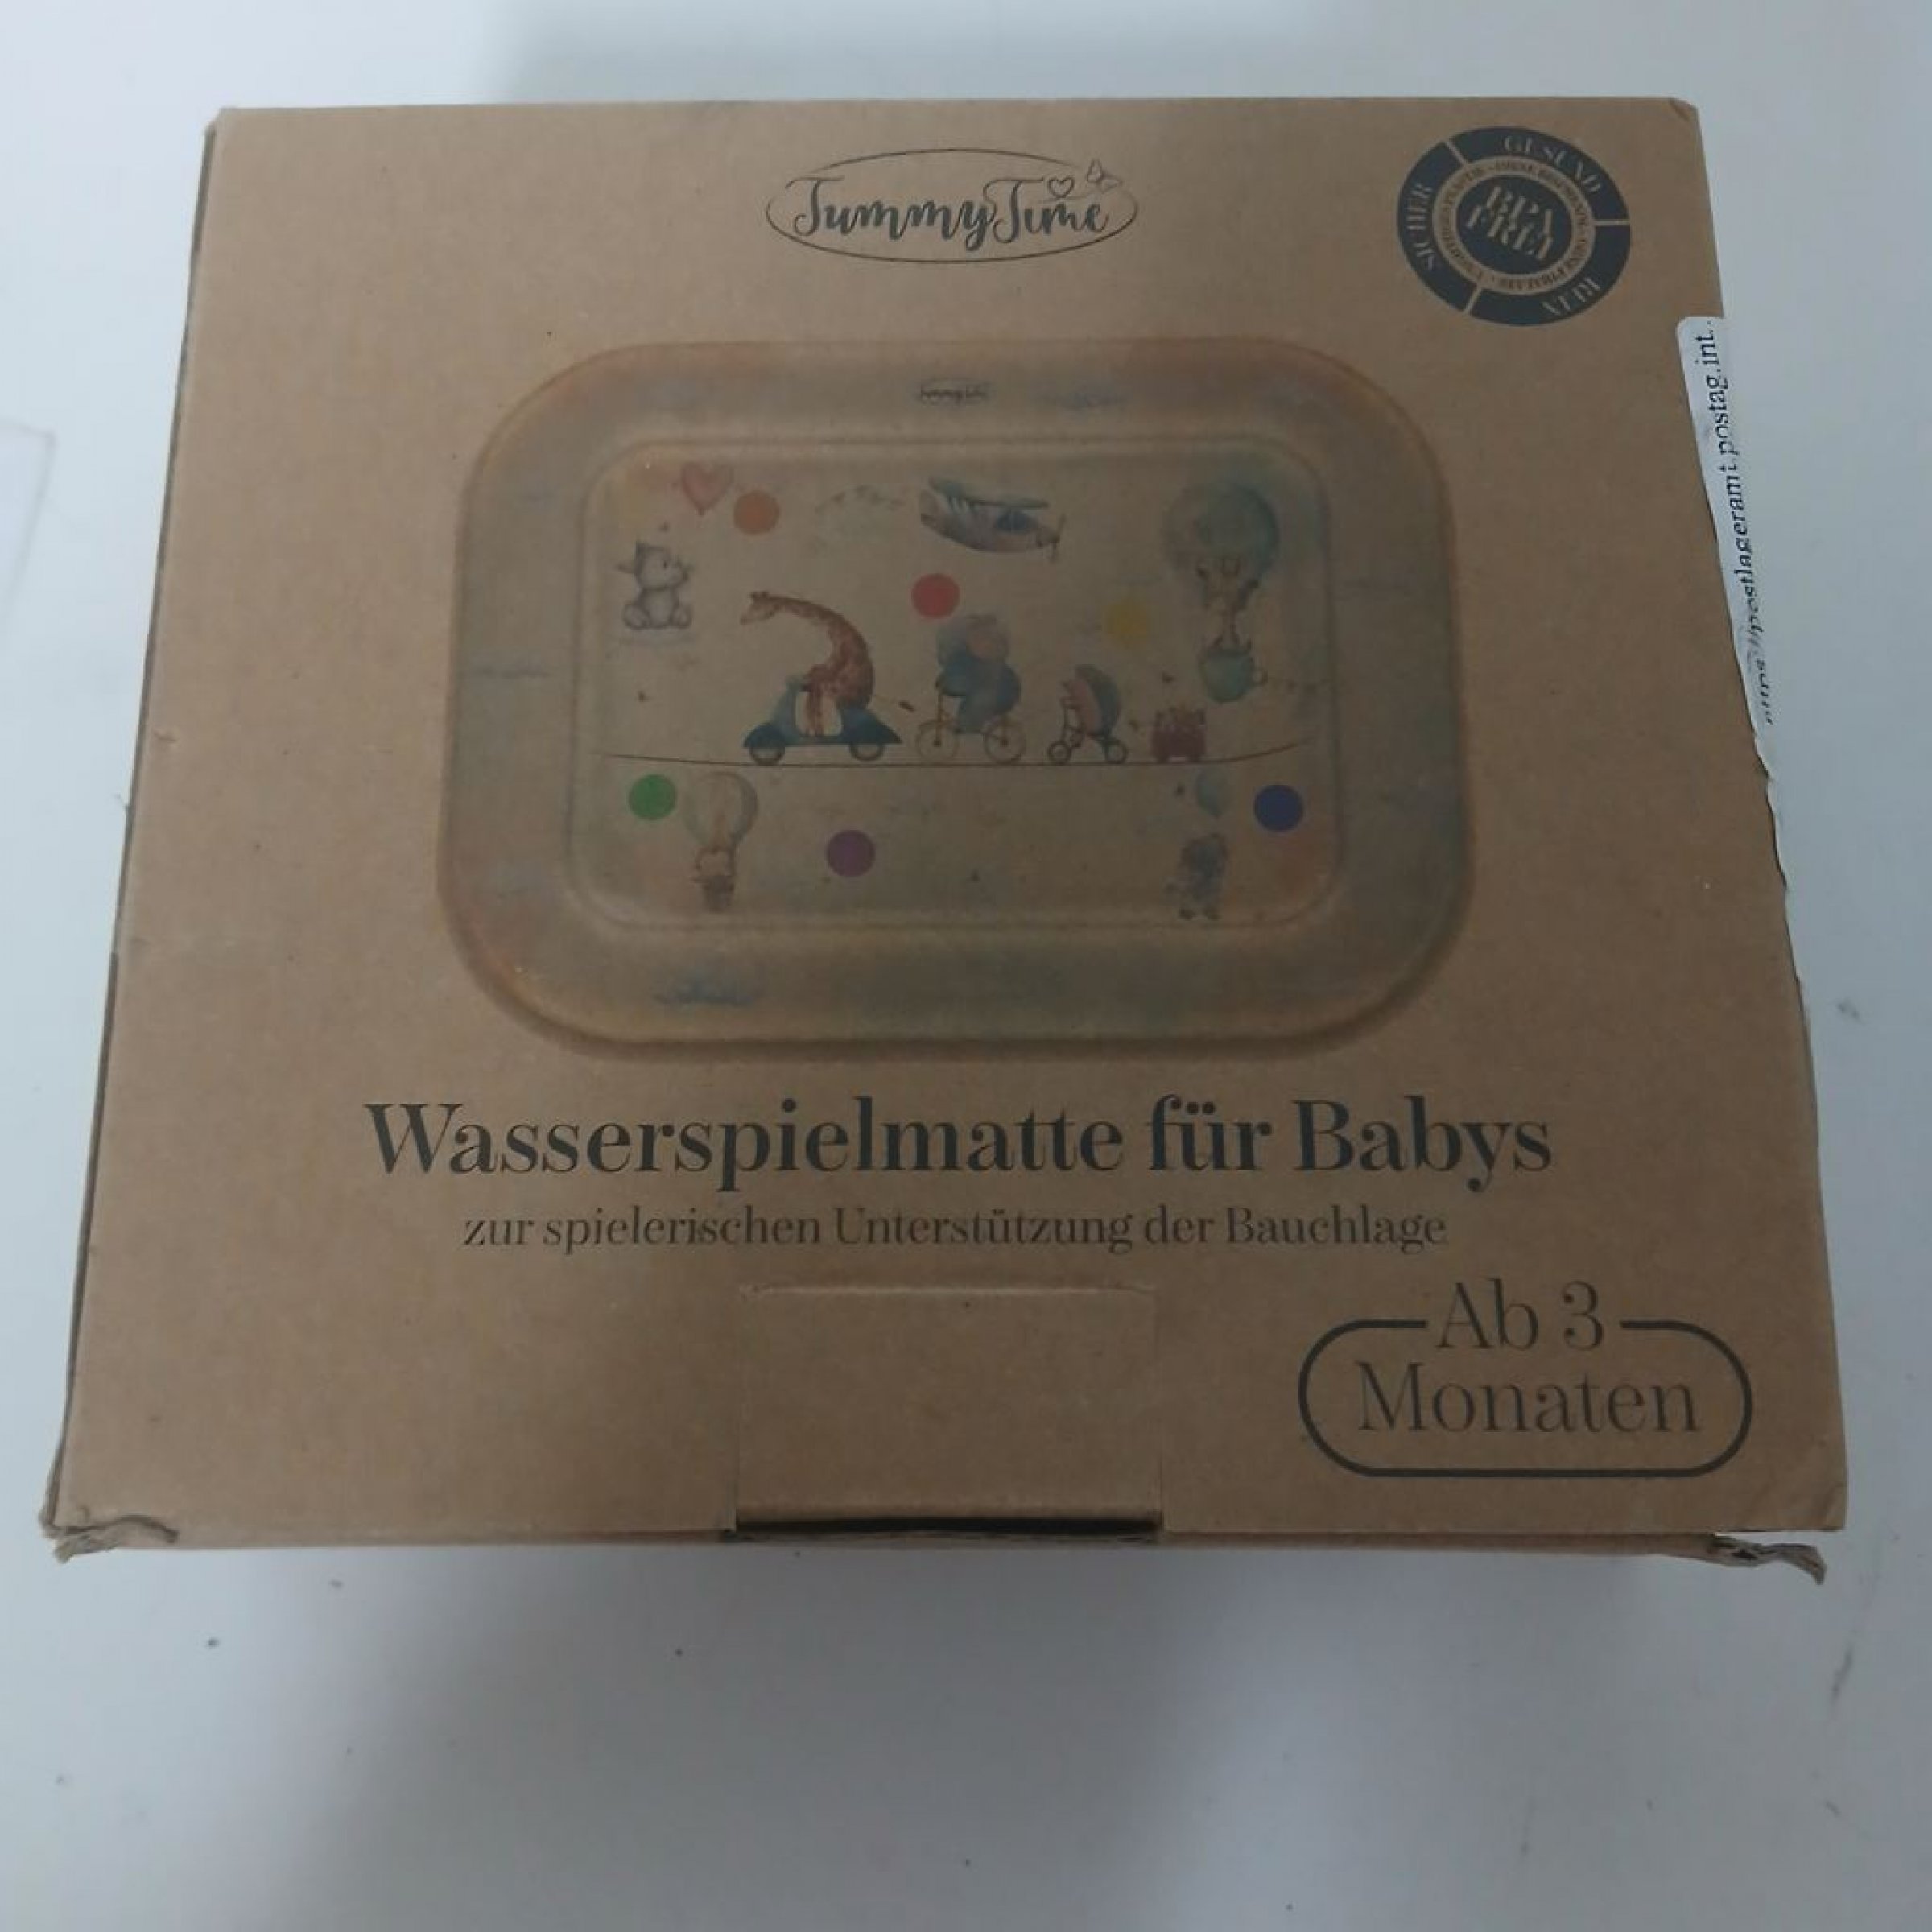 TummyTime
GESUND
SICHER
REIN
BPA
FREI
Wasserspielmatte für Babys
zur spielerischen Unterstützung der Bauchlage
Ab 3
Monaten
https://postlageramt.postag.int..